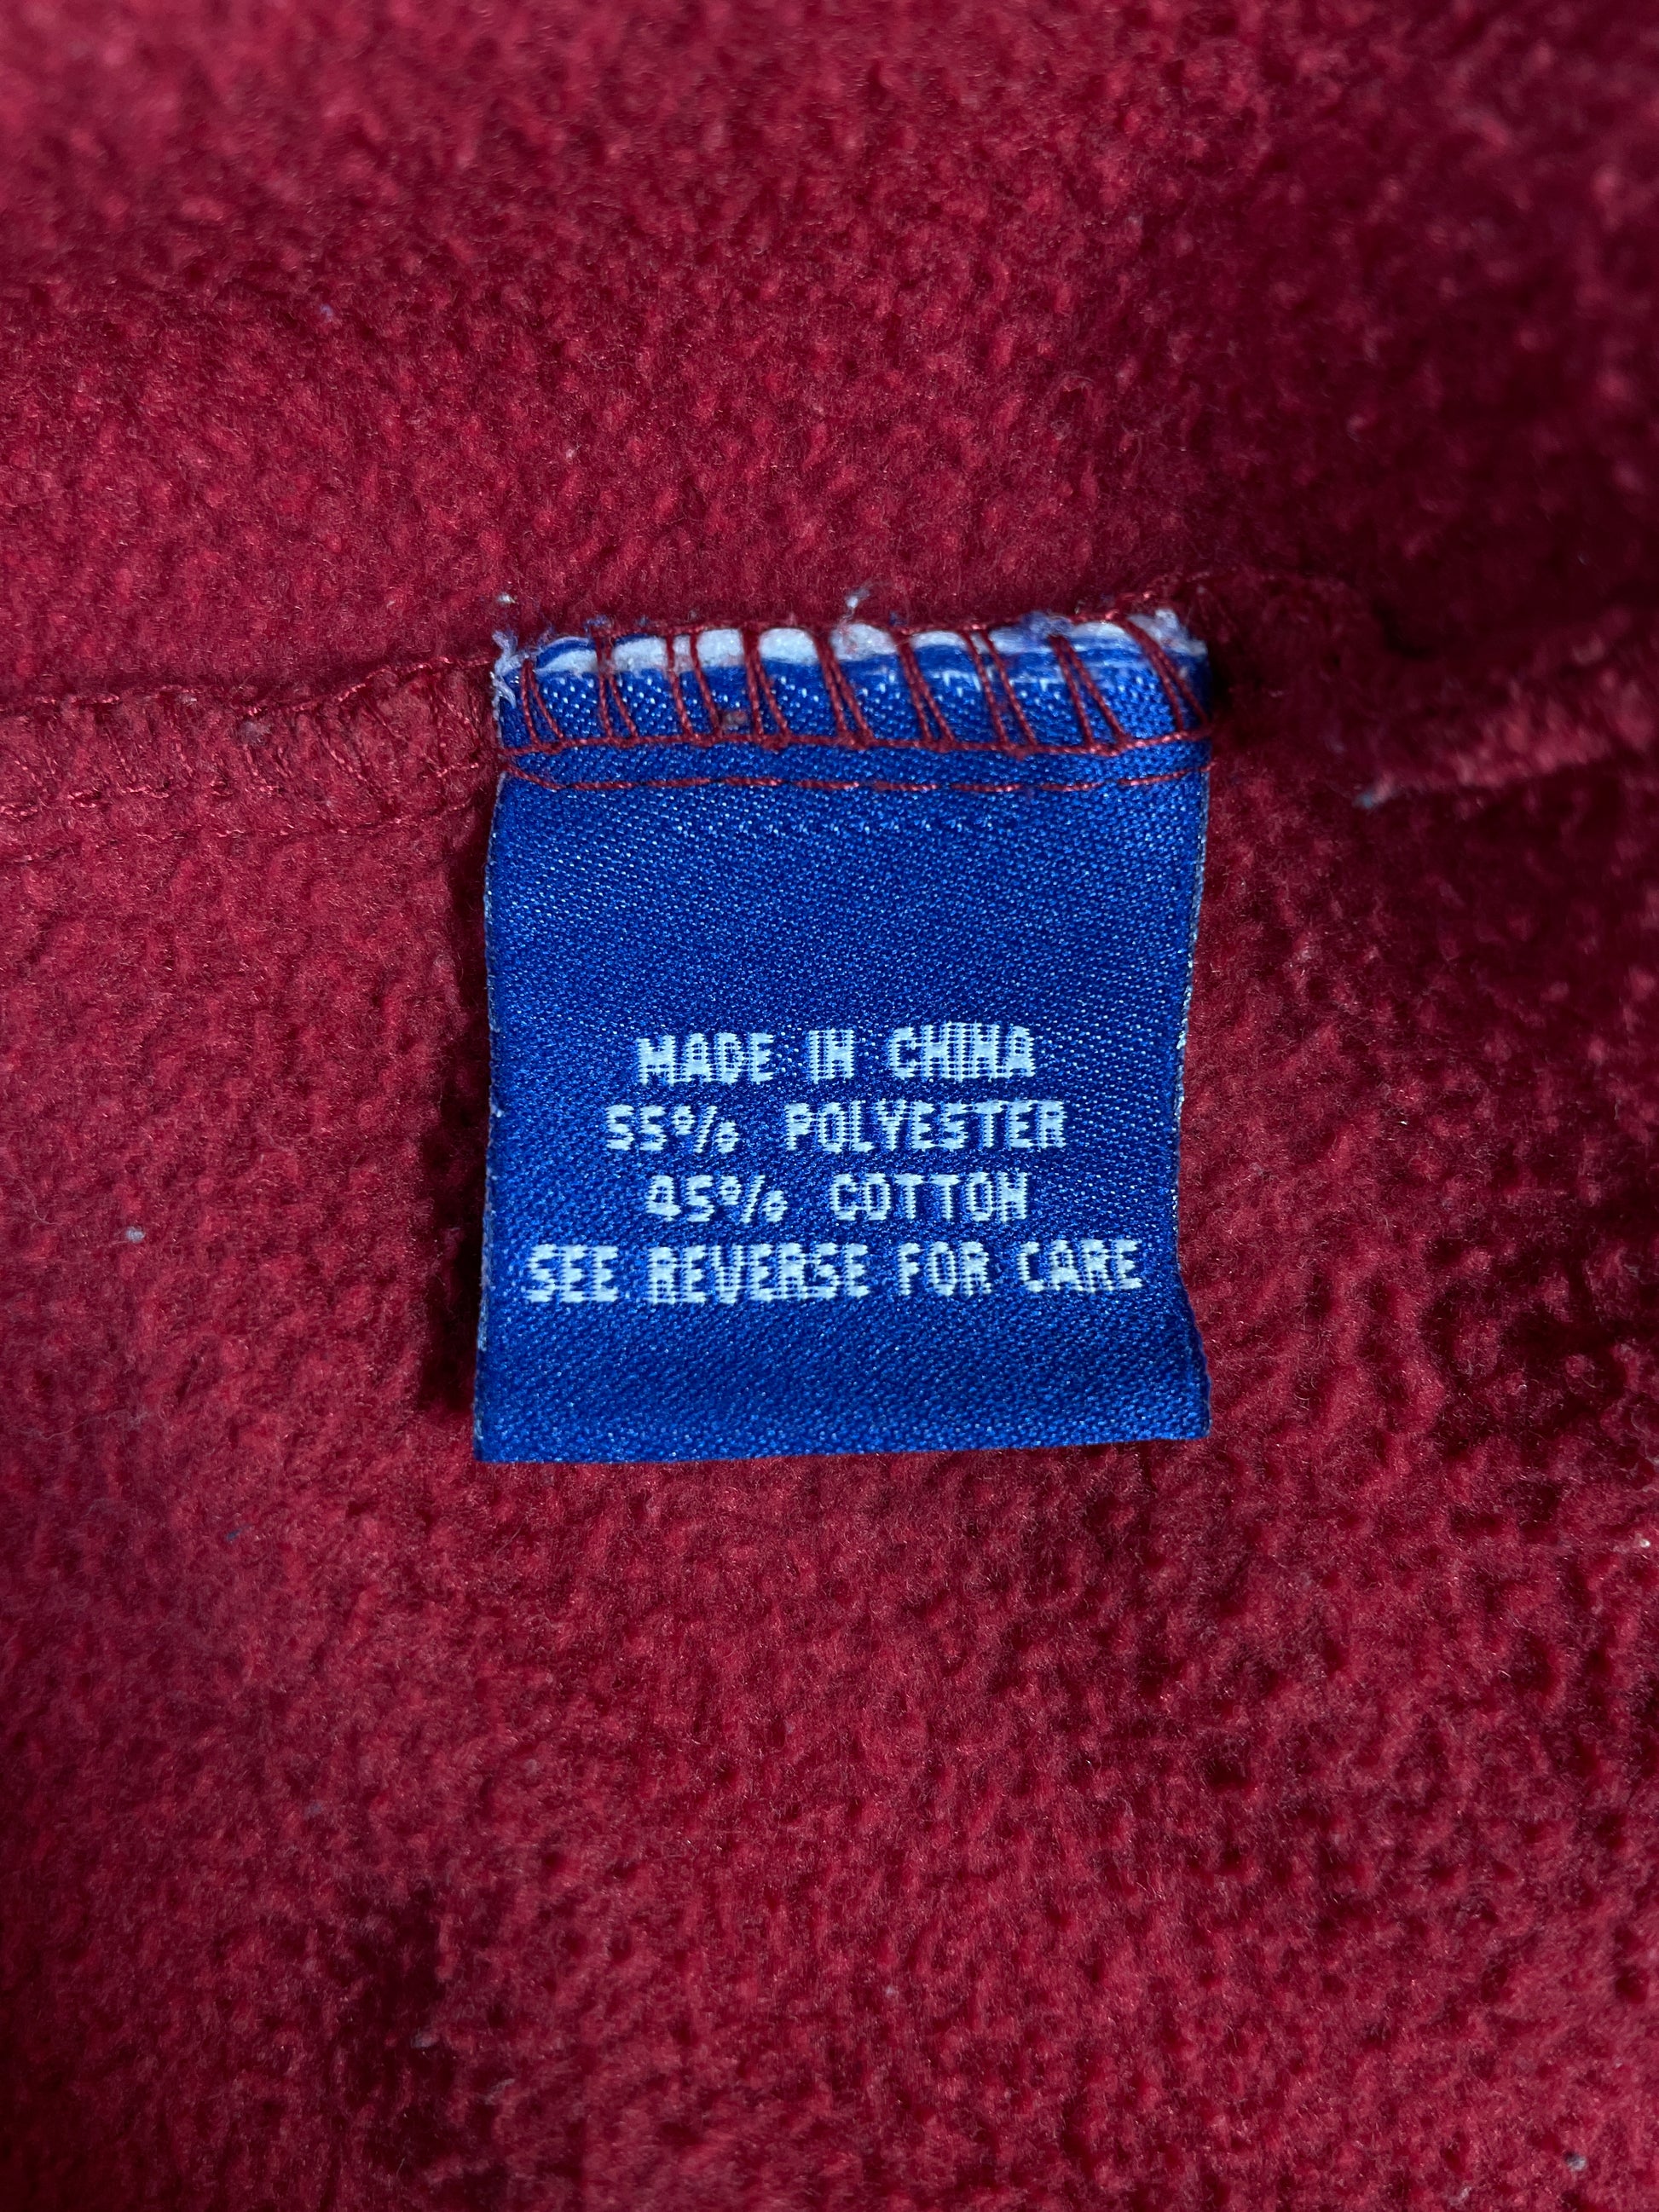 MADE IN CHINA
55% POLYESTER
45% COTTON
SEE REVERSE FOR CARE